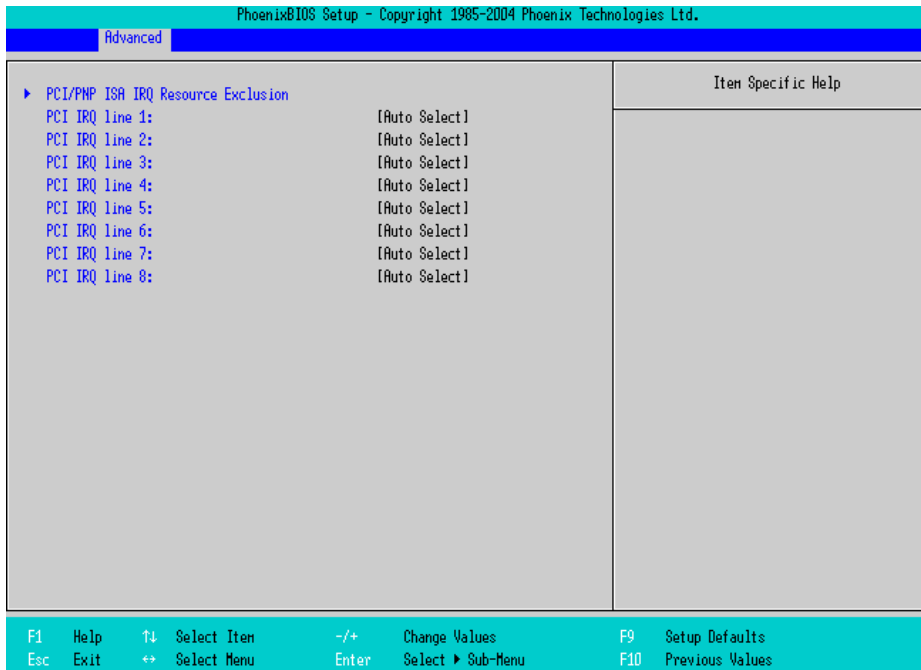 PhoenixBIOS Setup - Copyright 1985-2004 Phoenix Technologies Ltd.
Advanced
Item Specific Help
▶ PCI/PNP ISA IRQ Resource Exclusion
PCI IRQ line 1: [Auto Select]
PCI IRQ line 2: [Auto Select]
PCI IRQ line 3: [Auto Select]
PCI IRQ line 4: [Auto Select]
PCI IRQ line 5: [Auto Select]
PCI IRQ line 6: [Auto Select]
PCI IRQ line 7: [Auto Select]
PCI IRQ line 8: [Auto Select]
F1 Help ↑↓ Select Item -/+ Change Values F9 Setup Defaults
Esc Exit ↔ Select Menu Enter Select ▶ Sub-Menu F10 Previous Values